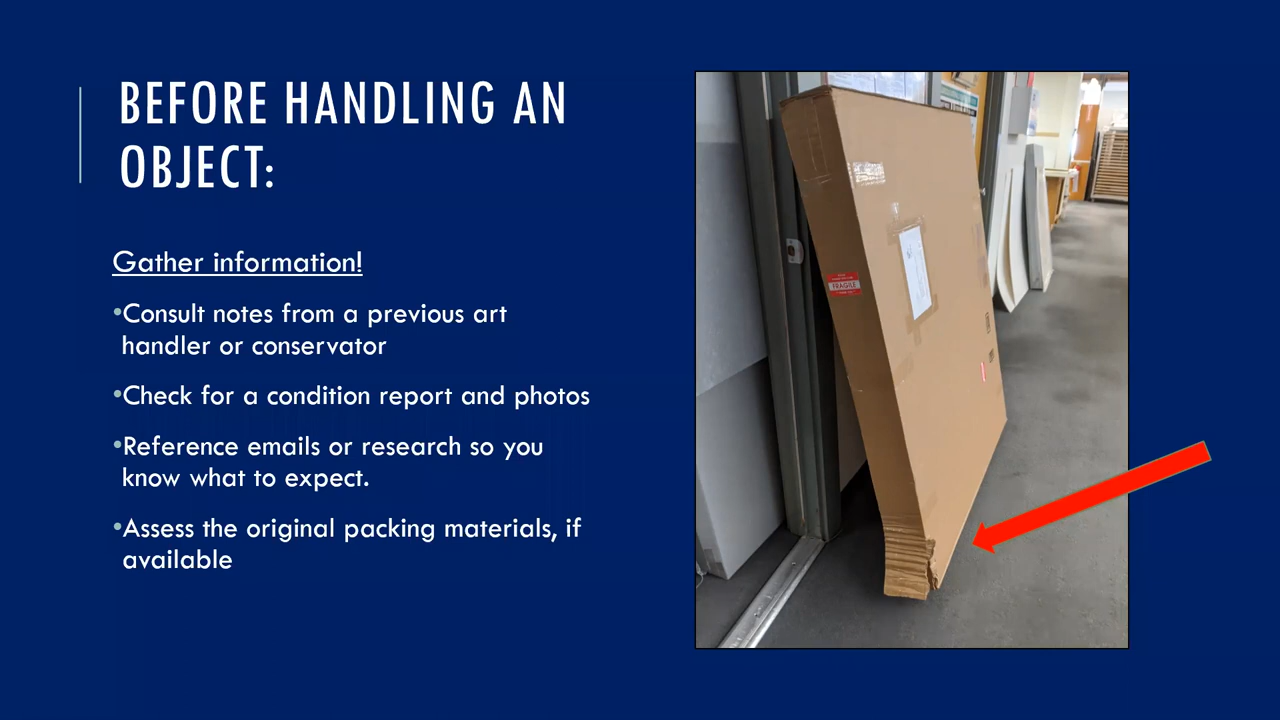 BEFORE HANDLING AN
OBJECT:
Gather information!
•Consult notes from a previous art
handler or conservator
•Check for a condition report and photos
•Reference emails or research so you
know what to expect.
•Assess the original packing materials, if
available
FRAGILE